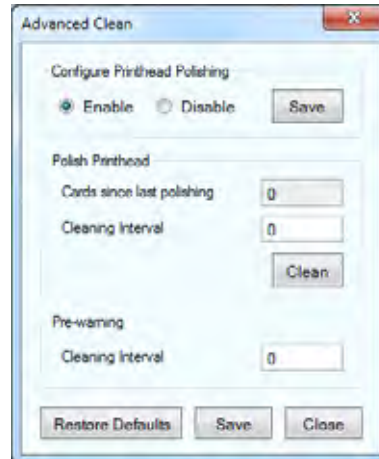 Advanced Clean
Configure Printhead Polishing
Enable Disable Save
Polish Printhead
Cards since last polishing 0
Cleaning Interval 0
Clean
Pre-warning
Cleaning Interval 0
Restore Defaults Save Close